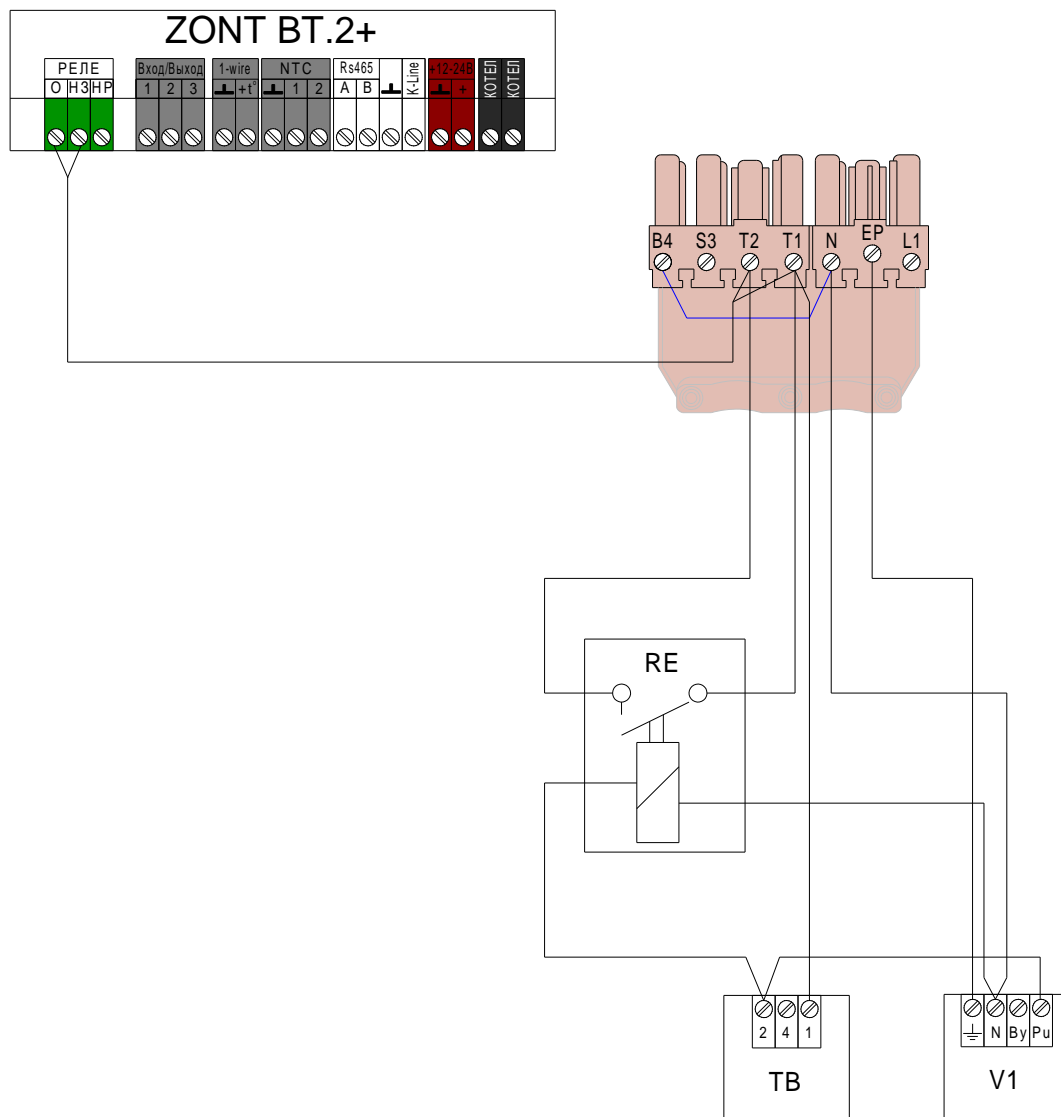 ZONT BT.2+
РЕЛЕ Вход/Выход 1-wire NTC Rs465 K-Line +12-24В КОТЕЛ КОТЕЛ
О НЗ НР 1 2 3 +t° 1 2 A B +
B4 S3 T2 T1 N EP L1
RE
2 4 1
N By Pu
TB
V1